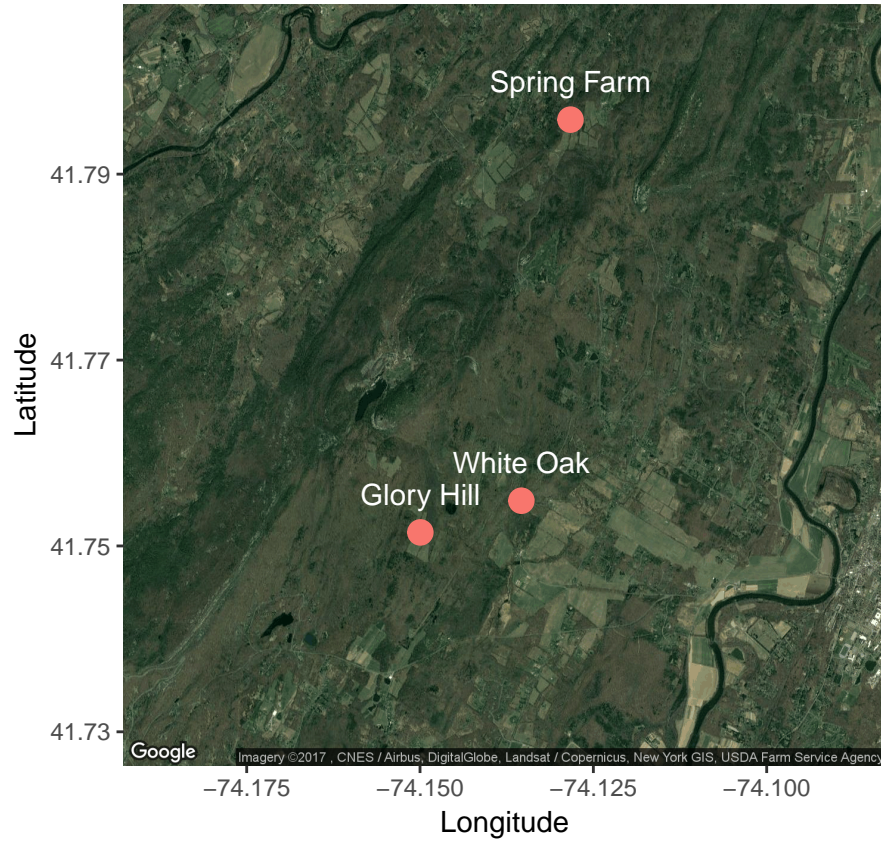 Spring Farm
41.79
41.77
White Oak
Glory Hill
41.75
41.73
Latitude
Google
Imagery ©2017 , CNES / Airbus, DigitalGlobe, Landsat / Copernicus, New York GIS, USDA Farm Service Agency
−74.175
−74.150
−74.125
−74.100
Longitude